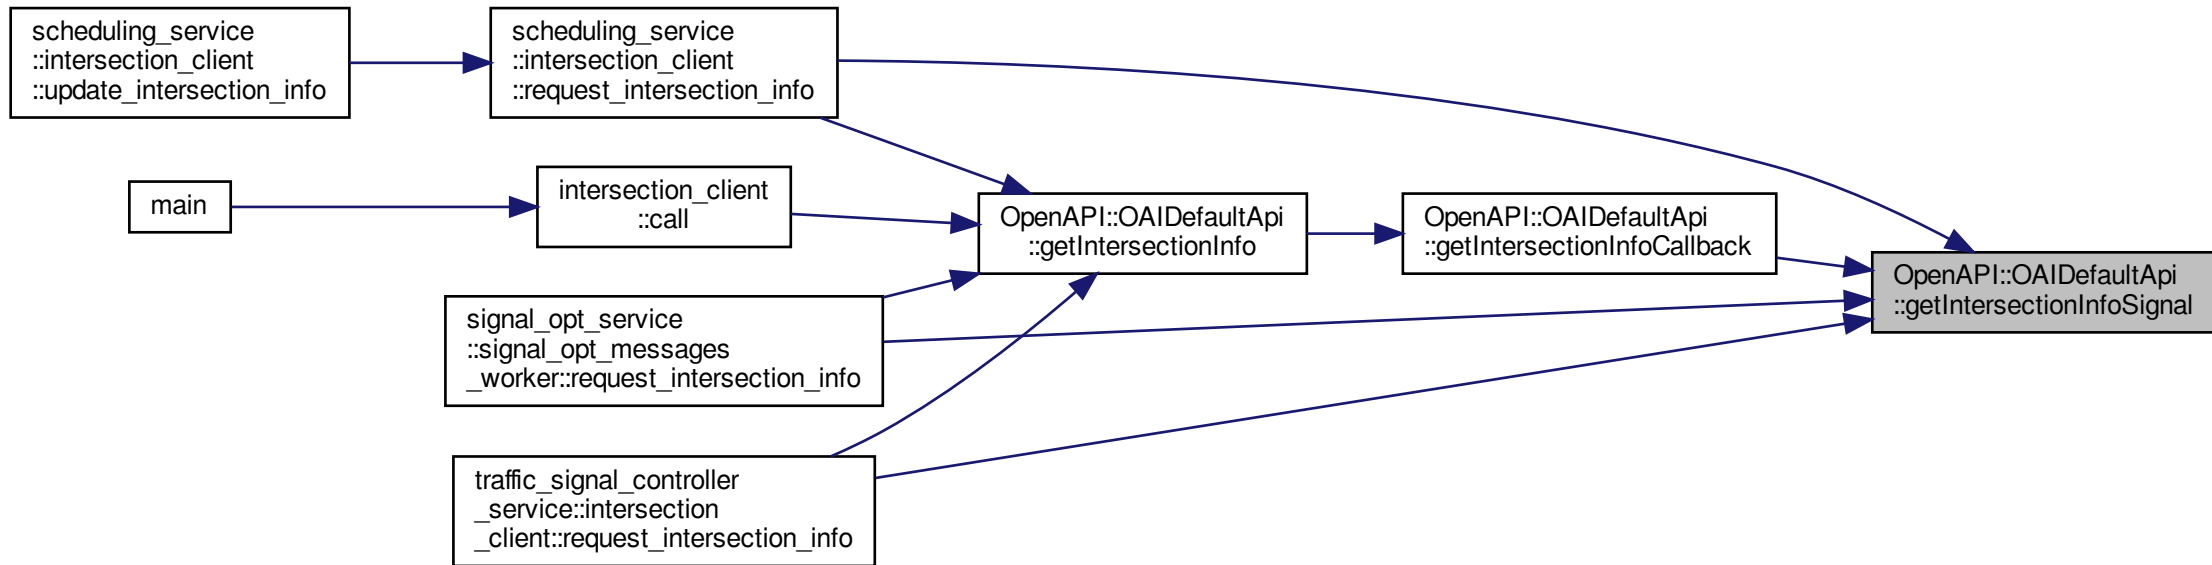 scheduling_service
::intersection_client
::update_intersection_info
scheduling_service
::intersection_client
::request_intersection_info
main
intersection_client
::call
OpenAPI::OAIDefaultApi
::getIntersectionInfo
OpenAPI::OAIDefaultApi
::getIntersectionInfoCallback
OpenAPI::OAIDefaultApi
::getIntersectionInfoSignal
signal_opt_service
::signal_opt_messages
_worker::request_intersection_info
traffic_signal_controller
_service::intersection
_client::request_intersection_info